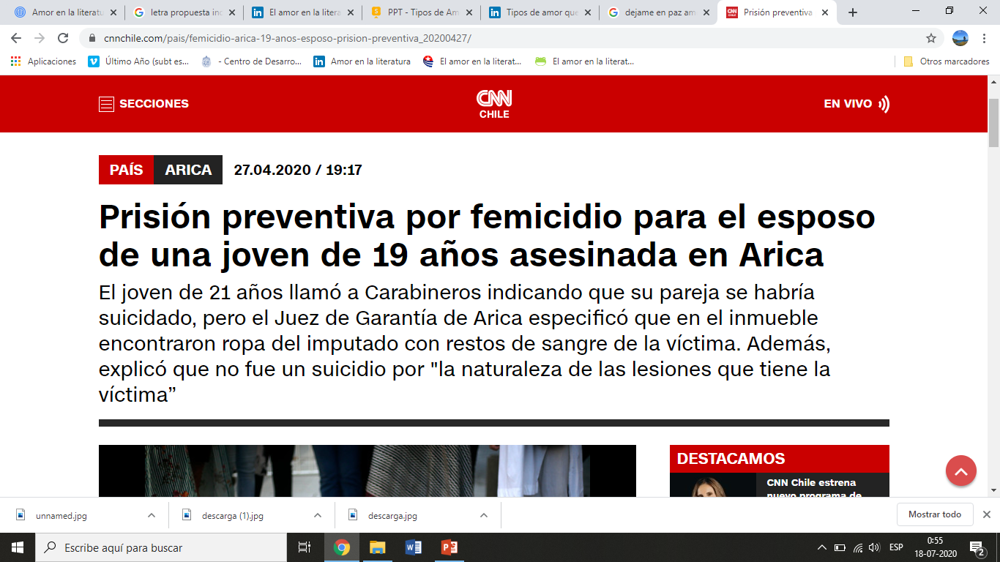 Amor en la literatu
letra propuesta ind
El amor en la litera
PPT - Tipos de Am
Tipos de amor que
dejame en paz am
Prisión preventiva
cnnchile.com/pais/femicidio-arica-19-anos-esposo-prision-preventiva_20200427/
Aplicaciones
Último Año (subt es...
- Centro de Desarro...
Amor en la literatura
El amor en la literat...
El amor en la literat...
Otros marcadores
SECCIONES
CNN
CHILE
EN VIVO
PAÍS
ARICA
27.04.2020 / 19:17
Prisión preventiva por femicidio para el esposo
de una joven de 19 años asesinada en Arica
El joven de 21 años llamó a Carabineros indicando que su pareja se habría
suicidado, pero el Juez de Garantía de Arica especificó que en el inmueble
encontraron ropa del imputado con restos de sangre de la víctima. Además,
explicó que no fue un suicidio por "la naturaleza de las lesiones que tiene la
víctima”
DESTACAMOS
CNN Chile estrena
nuevo programa de
unnamed.jpg
descarga (1).jpg
descarga.jpg
Mostrar todo
Escribe aquí para buscar
ESP
0:55
18-07-2020
2